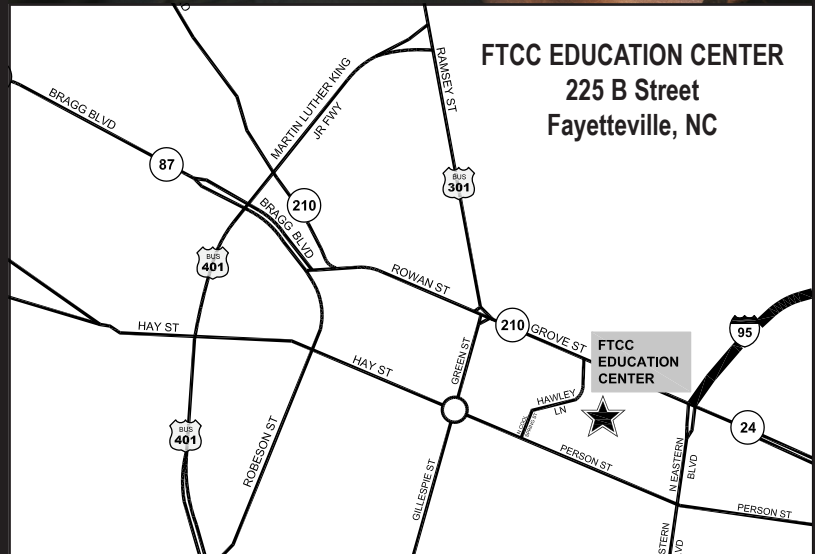 FTCC EDUCATION CENTER
225 B Street
Fayetteville, NC
BRAGG BLVD
87
MARTIN LUTHER KING
JR FWY
RAMSEY ST
BUS
301
210
BRAGG BLVD
BUS
401
ROWAN ST
210
GROVE ST
95
HAY ST
HAY ST
GREEN ST
FTCC
EDUCATION
CENTER
HAWLEY
LN
24
BUS
401
ROBESON ST
GILLESPIE ST
PERSON ST
N EASTERN
BLVD
PERSON ST